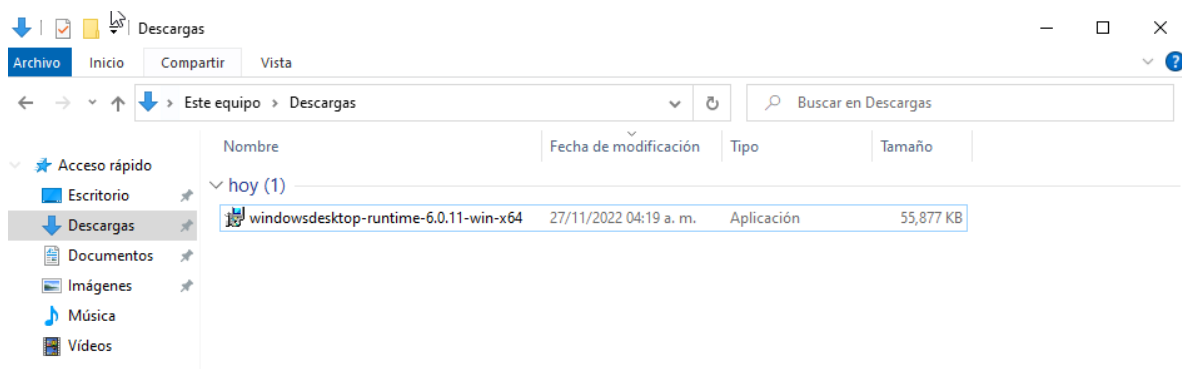 Descargas
Archivo Inicio Compartir Vista
Este equipo > Descargas Buscar en Descargas
Nombre Fecha de modificación Tipo Tamaño
Acceso rápido
hoy (1)
Escritorio
windowsdesktop-runtime-6.0.11-win-x64 27/11/2022 04:19 a. m. Aplicación 55,877 KB
Descargas
Documentos
Imágenes
Música
Vídeos